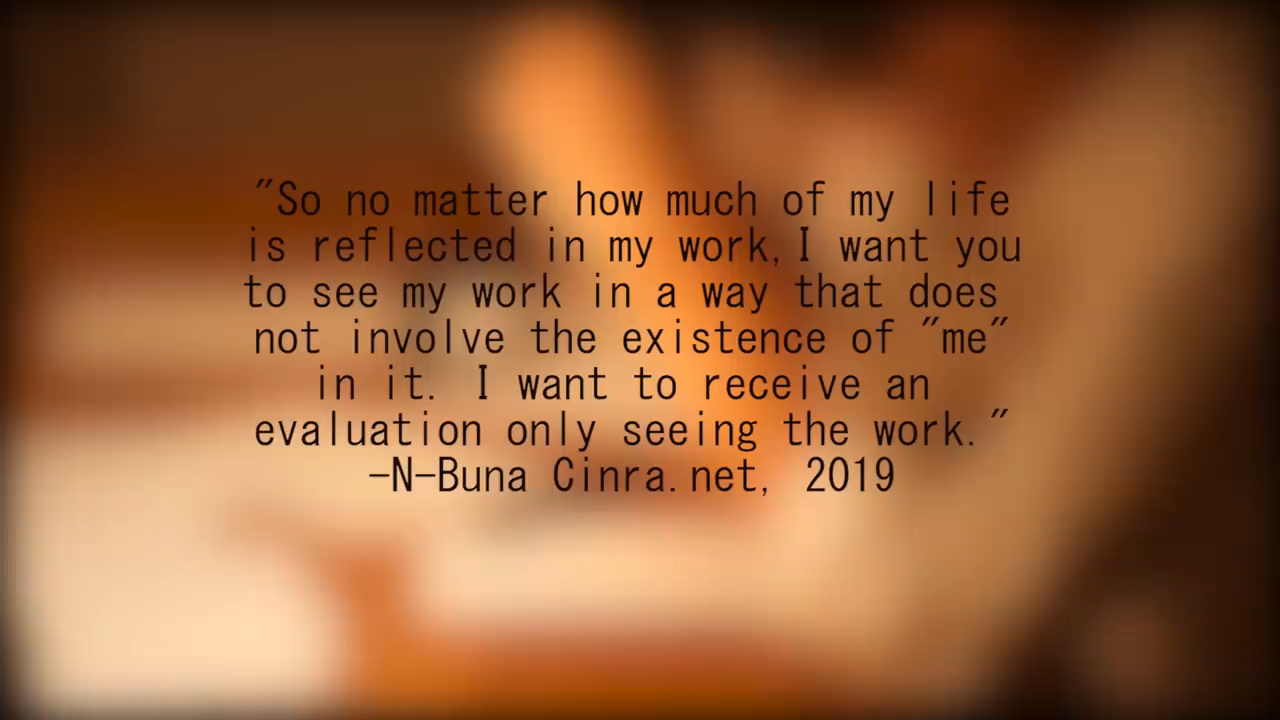 "So no matter how much of my life
is reflected in my work, I want you
to see my work in a way that does
not involve the existence of "me"
in it. I want to receive an
evaluation only seeing the work."
-N-Buna Cinra.net, 2019